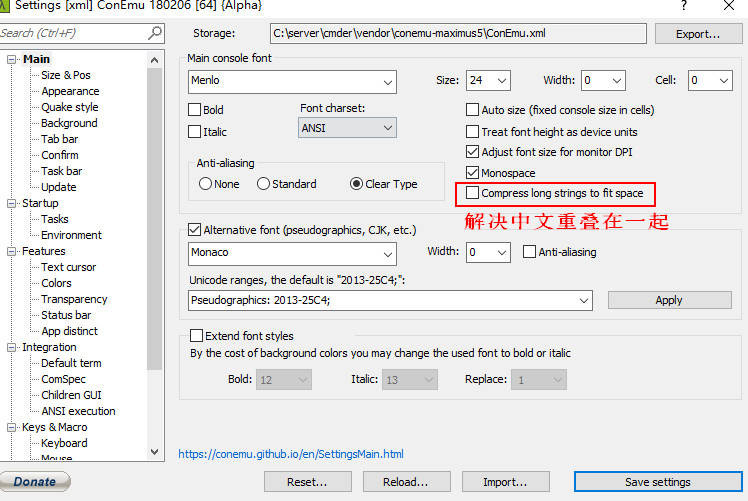 Settings [xml] ConEmu 180206 [64] {Alpha}
Search (Ctrl+F)
Storage: C:\server\cmder\vendor\conemu-maximus5\ConEmu.xml Export...
Main
Size & Pos
Appearance
Quake style
Background
Tab bar
Confirm
Task bar
Update
Startup
Tasks
Environment
Features
Text cursor
Colors
Transparency
Status bar
App distinct
Integration
Default term
ComSpec
Children GUI
ANSI execution
Keys & Macro
Keyboard
Mouse
Main console font
Menlo Size: 24 Width: 0 Cell: 0
Bold Font charset: Auto size (fixed console size in cells)
Italic ANSI Treat font height as device units
Adjust font size for monitor DPI
Anti-aliasing Monospace
None Standard Clear Type Compress long strings to fit space
解决中文重叠在一起
Alternative font (pseudographics, CJK, etc.)
Monaco Width: 0 Anti-aliasing
Unicode ranges, the default is "2013-25C4;":
Pseudographics: 2013-25C4; Apply
Extend font styles
By the cost of background colors you may change the used font to bold or italic
Bold: 12 Italic: 13 Replace: 1
https://conemu.github.io/en/SettingsMain.html
Donate Reset... Reload... Import... Save settings